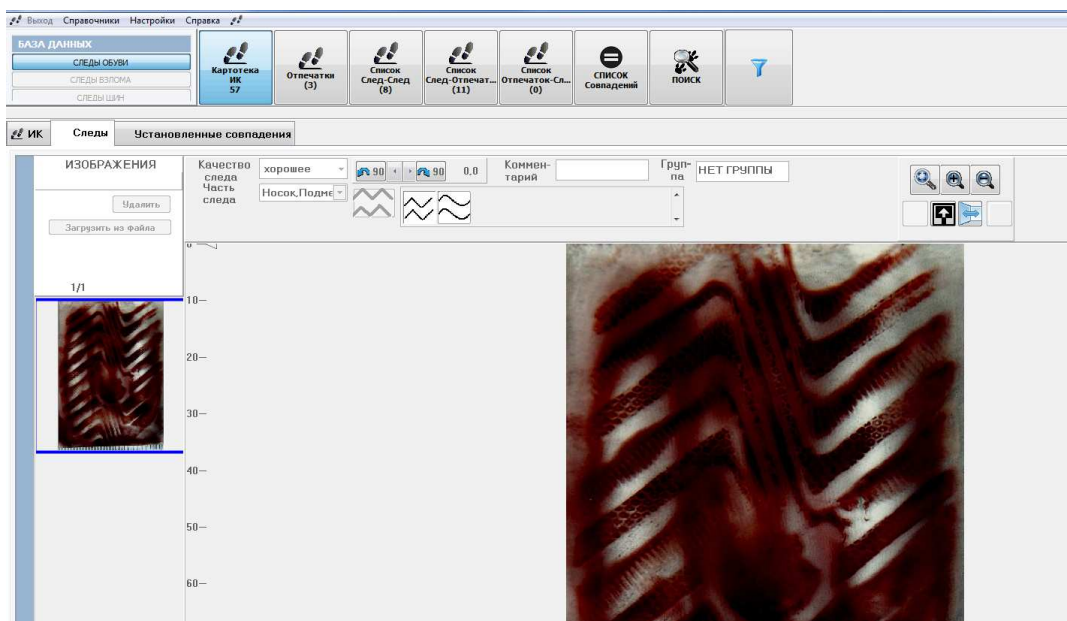 Выход Справочники Настройки Справка
БАЗА ДАННЫХ
СЛЕДЫ ОБУВИ
СЛЕДЫ ВЗЛОМА
СЛЕДЫ ШИН
Картотека
ИК
57
Отпечатки
(3)
Список
След-След
(8)
Список
След-Отпечат...
(11)
Список
Отпечаток-Сл...
(0)
СПИСОК
Совпадений
ПОИСК
ИК Следы Установленные совпадения
ИЗОБРАЖЕНИЯ
Удалить
Загрузить из файла
1/1
Качество
следа
хорошее
Часть
следа
Носок,Подме
90 90 0,0
Коммен-
тарий
Груп-
па
НЕТ ГРУППЫ
0
10
20
30
40
50
60